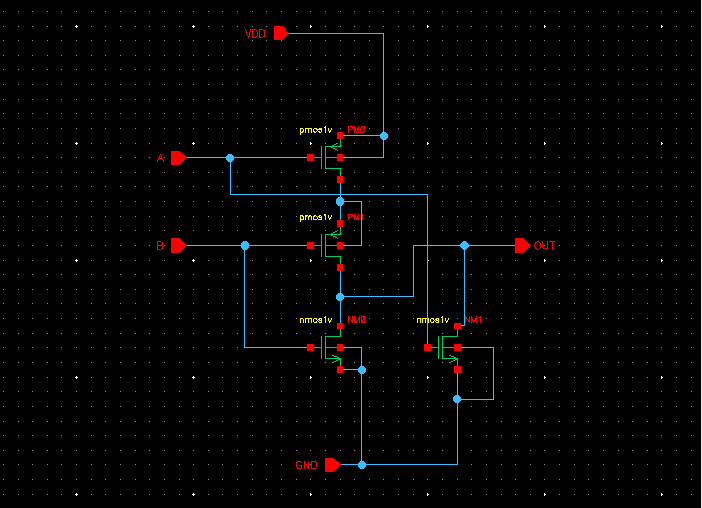 VDD
pmos1v PM0
A
pmos1v PM1
B
OUT
nmos1v NM0
nmos1v NM1
GND